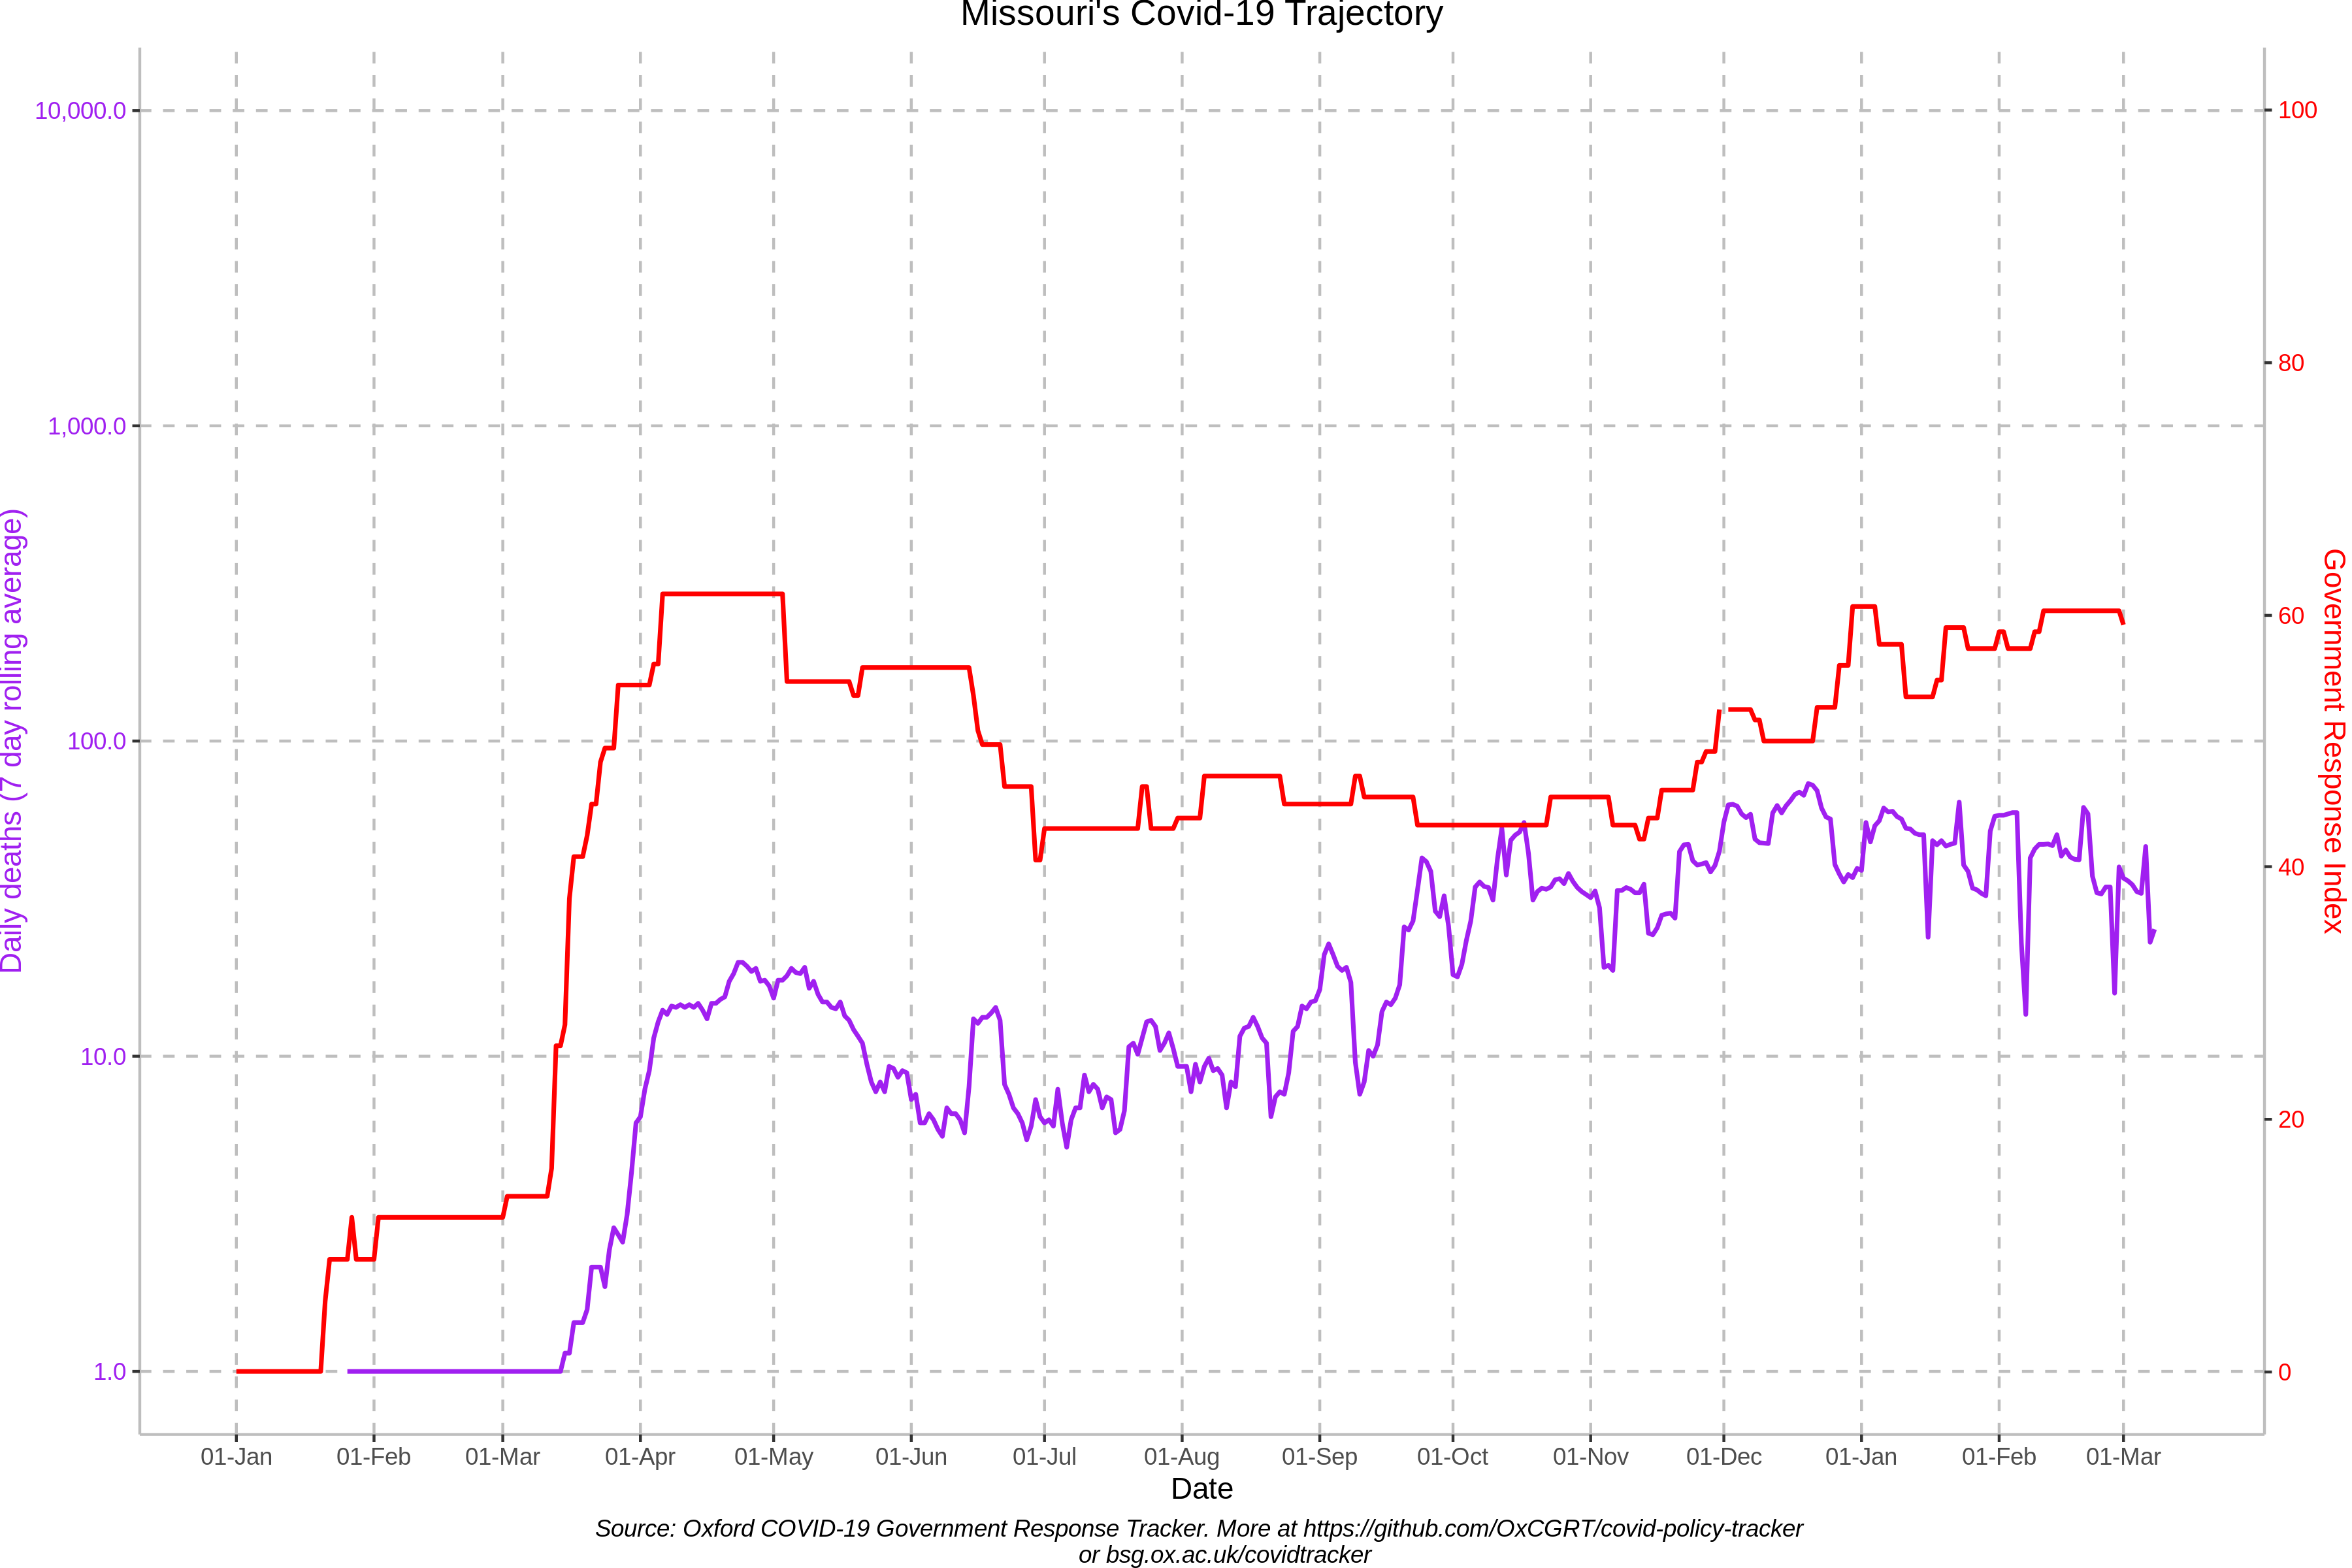 Missouri's Covid-19 Trajectory
10,000.0
1,000.0
100.0
10.0
1.0
Daily deaths (7 day rolling average)
100
80
60
40
20
0
Government Response Index
01-Jan 01-Feb 01-Mar 01-Apr 01-May 01-Jun 01-Jul 01-Aug 01-Sep 01-Oct 01-Nov 01-Dec 01-Jan 01-Feb 01-Mar
Date
Source: Oxford COVID-19 Government Response Tracker. More at https://github.com/OxCGRT/covid-policy-tracker
or bsg.ox.ac.uk/covidtracker